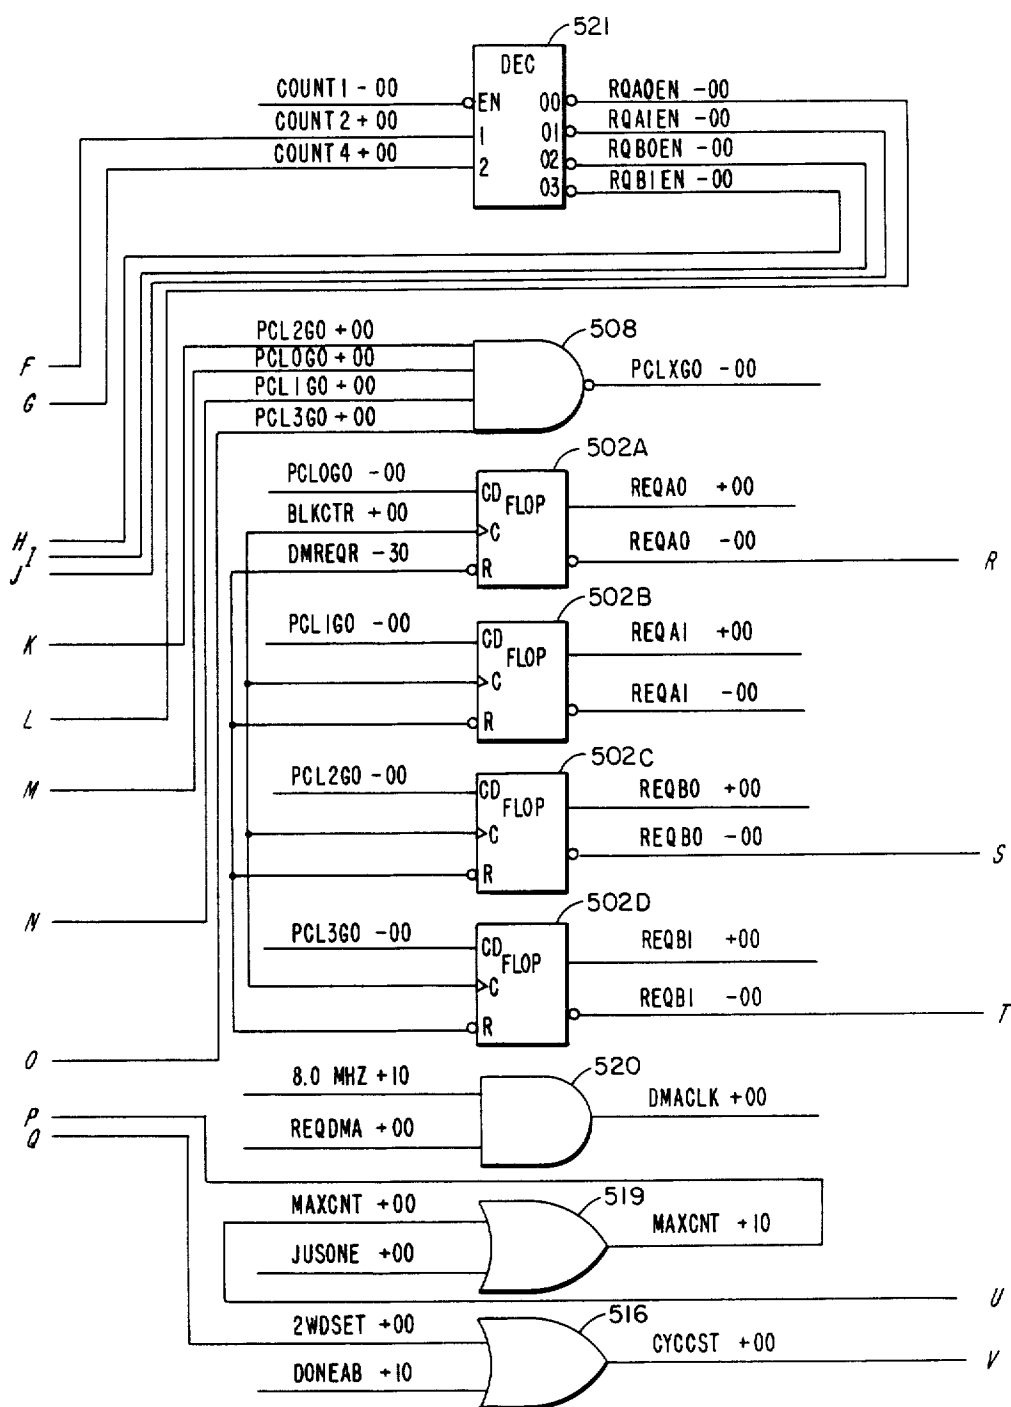 521
DEC
COUNT1 -00
EN
00
RQA0EN -00
COUNT2 +00
1
01
RQA1EN -00
COUNT4 +00
2
02
RQB0EN -00
03
RQB1EN -00
F
G
PCL2G0 +00
PCL0G0 +00
PCL1G0 +00
PCL3G0 +00
508
PCLXG0 -00
502A
PCL0G0 -00
CD
FLOP
REQA0 +00
BLKCTR +00
C
DMREQR -30
R
REQA0 -00
R
H
I
J
502B
PCL1G0 -00
CD
FLOP
REQA1 +00
K
C
REQA1 -00
L
R
502C
PCL2G0 -00
CD
FLOP
REQB0 +00
M
C
REQB0 -00
S
R
502D
N
PCL3G0 -00
CD
FLOP
REQB1 +00
C
REQB1 -00
T
R
O
8.0 MHZ +10
520
REQDMA +00
DMACLK +00
P
Q
MAXCNT +00
519
JUSONE +00
MAXCNT +10
U
2WDSET +00
516
DONEAB +10
CYCCST +00
V